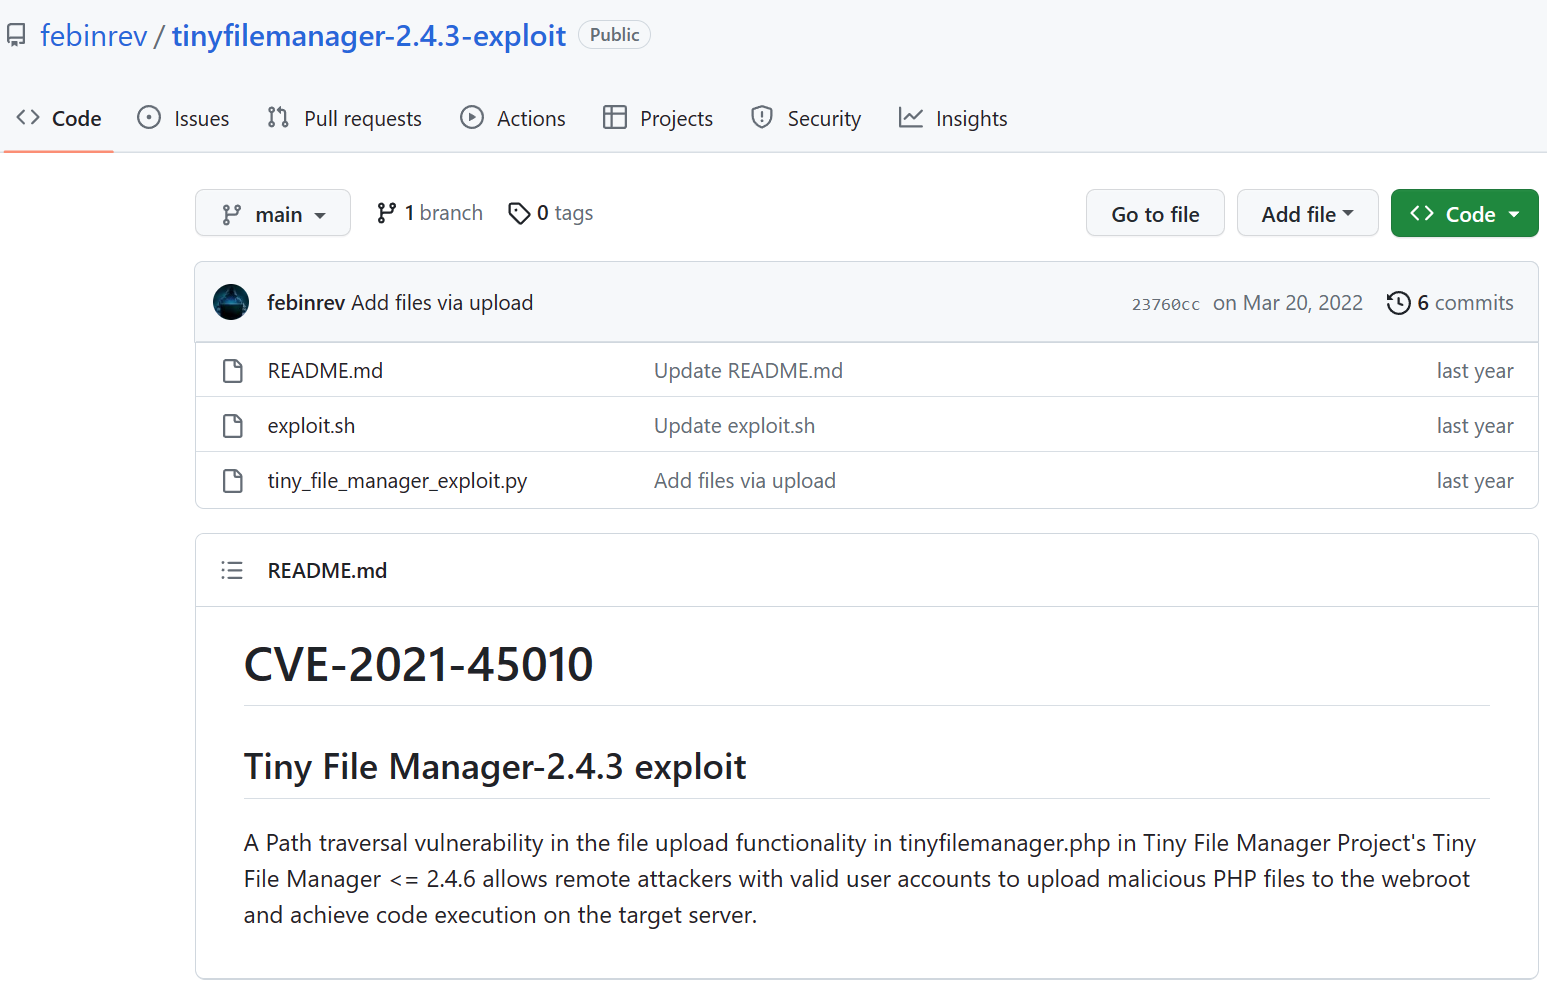 febinrev / tinyfilemanager-2.4.3-exploit Public
Code Issues Pull requests Actions Projects Security Insights
main 1 branch 0 tags Go to file Add file Code
febinrev Add files via upload 23760cc on Mar 20, 2022 6 commits
README.md Update README.md last year
exploit.sh Update exploit.sh last year
tiny_file_manager_exploit.py Add files via upload last year
README.md
CVE-2021-45010
Tiny File Manager-2.4.3 exploit
A Path traversal vulnerability in the file upload functionality in tinyfilemanager.php in Tiny File Manager Project's Tiny
File Manager <= 2.4.6 allows remote attackers with valid user accounts to upload malicious PHP files to the webroot
and achieve code execution on the target server.